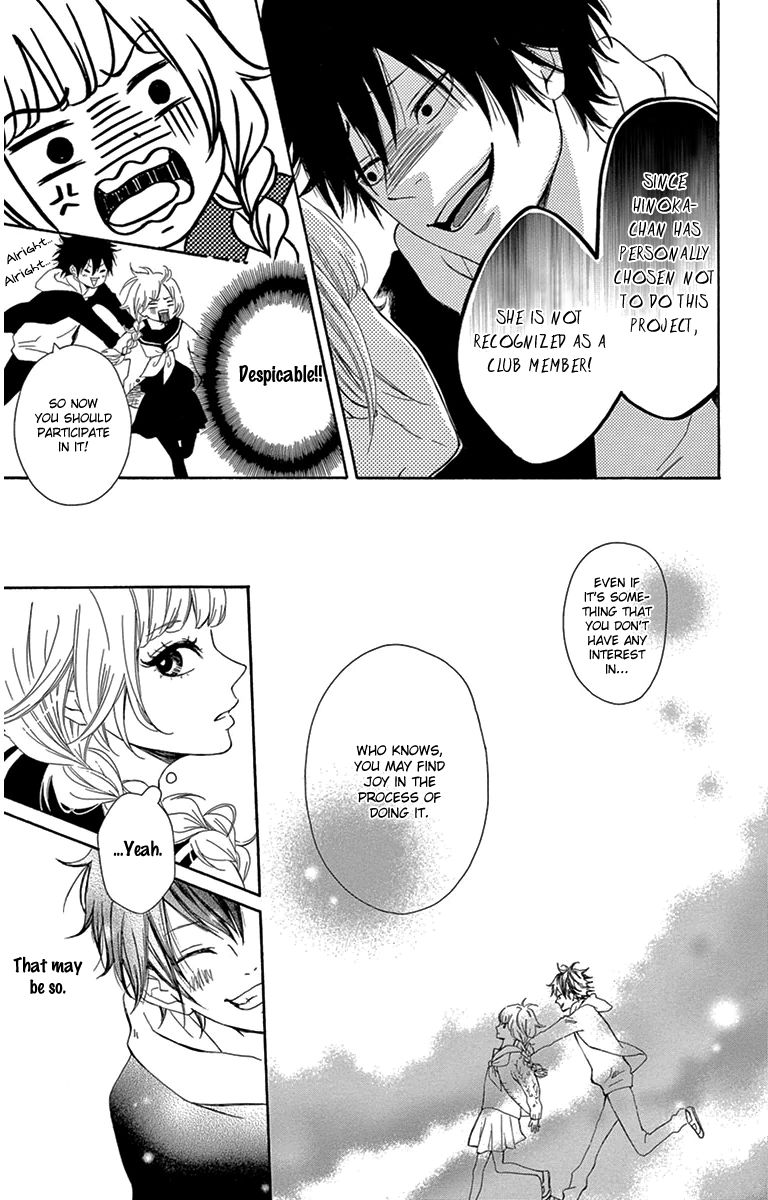 SINCE
HINOKA-
CHAN HAS
PERSONALLY
CHOSEN NOT
TO DO THIS
PROJECT,
SHE IS NOT
RECOGNIZED AS A
CLUB MEMBER!
Despicable!!
Alright...
Alright...
SO NOW
YOU SHOULD
PARTICIPATE
IN IT!
EVEN IF
IT'S SOME-
THING THAT
YOU DON'T
HAVE ANY
INTEREST
IN...
WHO KNOWS,
YOU MAY FIND
JOY IN THE
PROCESS OF
DOING IT.
...Yeah.
That may
be so.